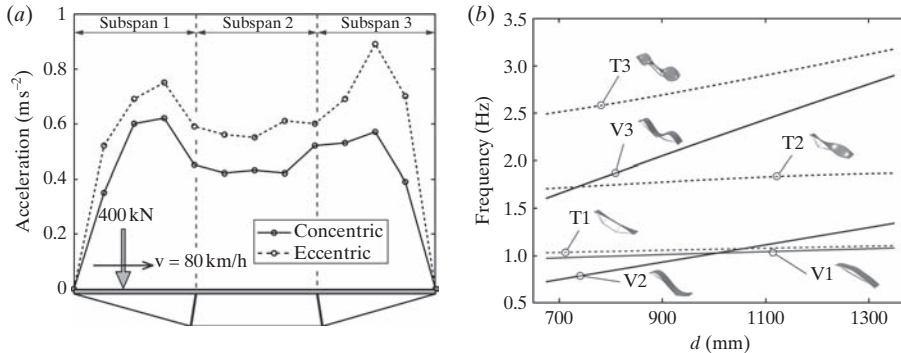 (a)
Subspan 1 Subspan 2 Subspan 3
1.0
0.8
0.6
0.4
0.2
0
Acceleration (m s−2)
400 kN
v = 80 km/h
Concentric
Eccentric
(b)
3.5
3.0
2.5
2.0
1.5
1.0
0.5
Frequency (Hz)
T3
V3
T2
T1
V2
V1
700 900 1100 1300
d (mm)